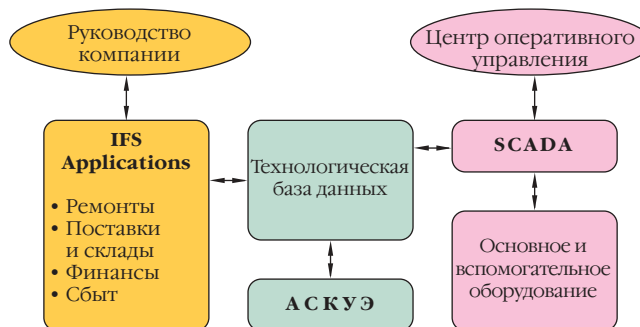 Руководство
компании
Центр оперативного
управления
IFS
Applications
• Ремонты
• Поставки
и склады
• Финансы
• Сбыт
Технологическая
база данных
АСКУЭ
SCADA
Основное и
вспомогательное
оборудование